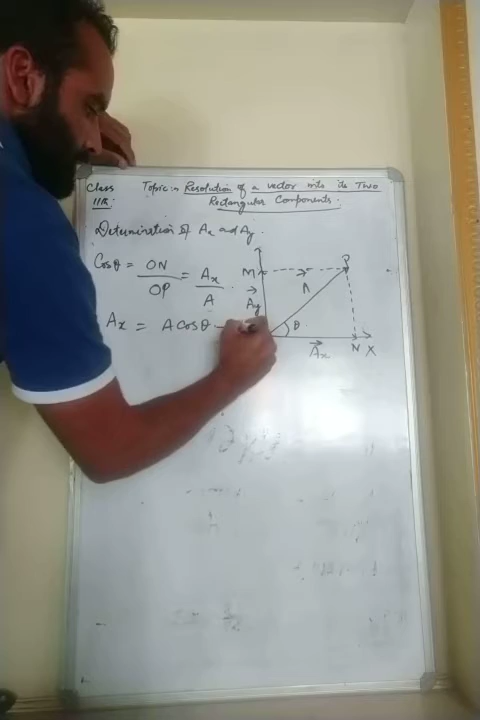 Class Topic:- Resolution of a vector into its Two
11th Rectangular Components.
Determination of Ax and Ay.
Cosθ = ON/OP = Ax/A
Ax = A Cosθ
M P
A
Ay
θ
Ax N X